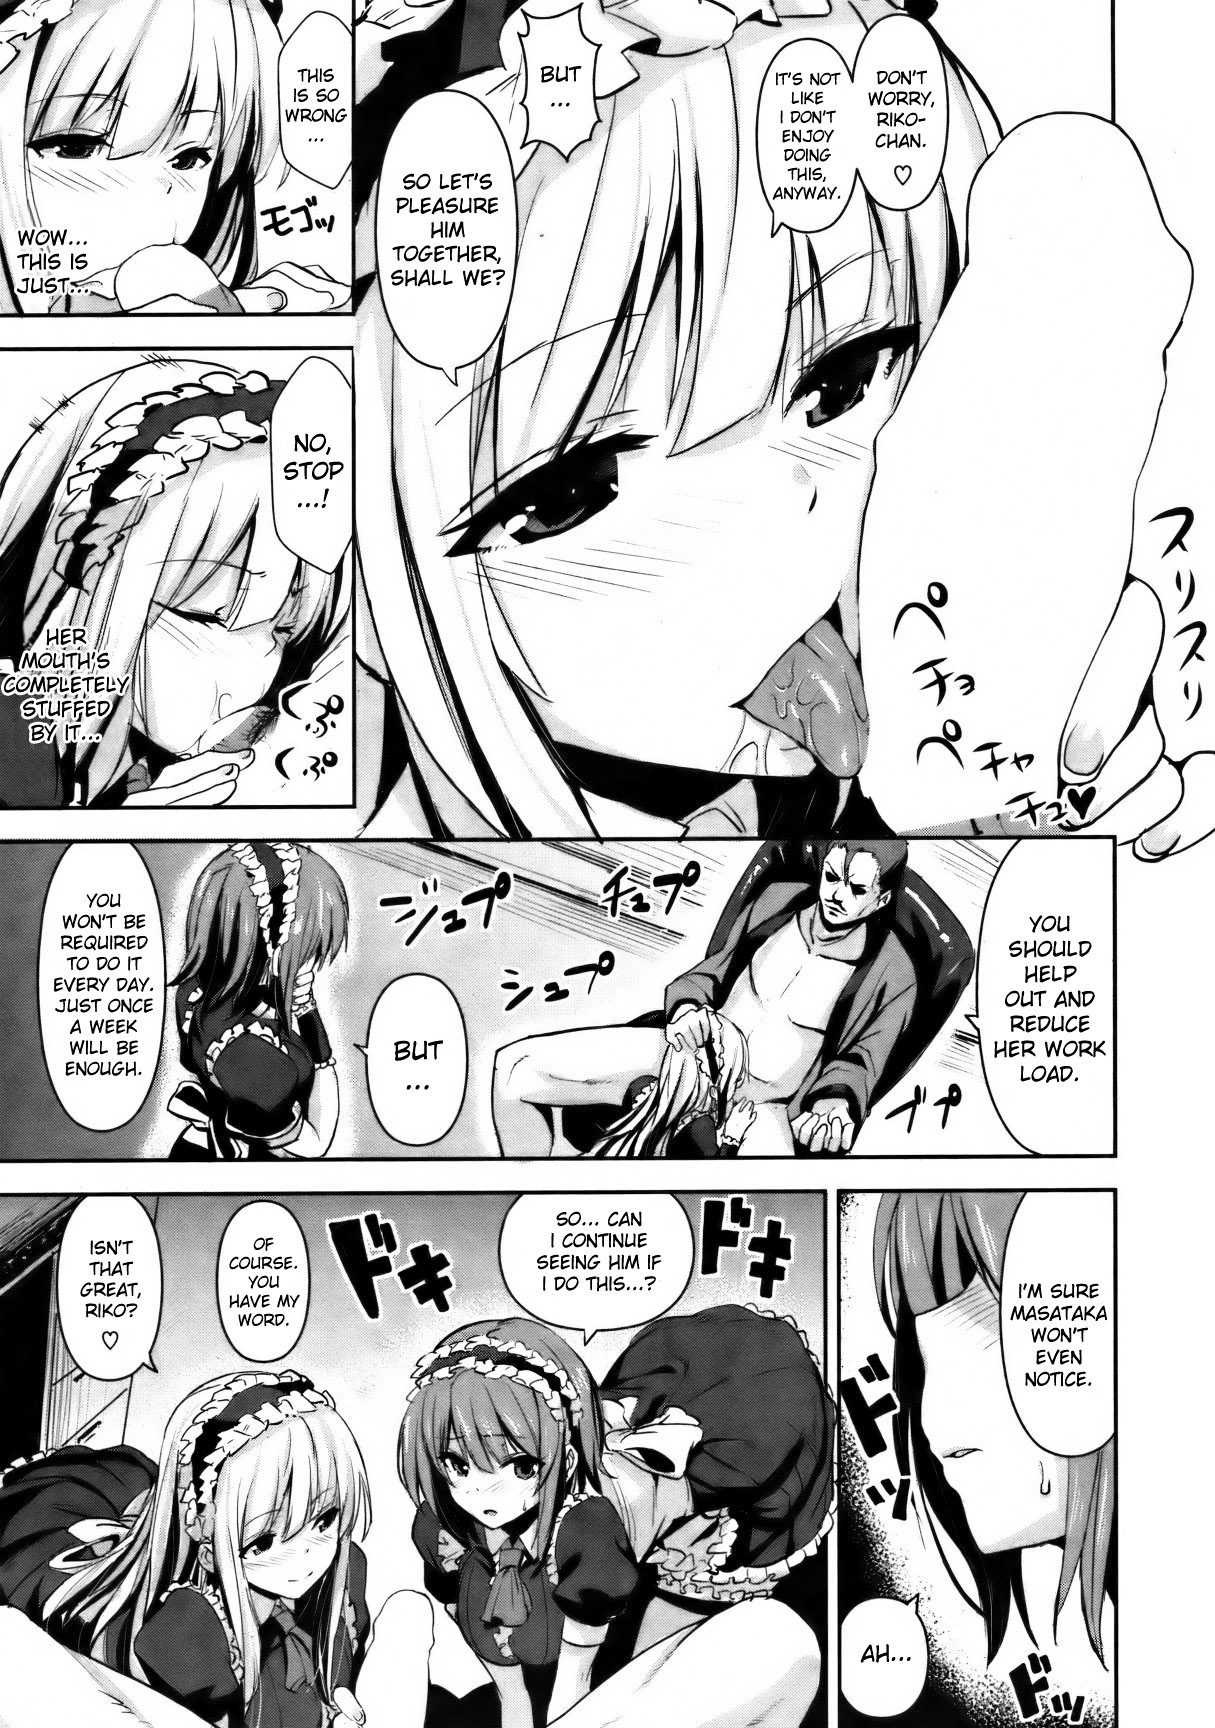 DON'T
WORRY,
RIKO-
CHAN.
♡
IT'S NOT
LIKE
I DON'T
ENJOY
DOING
THIS,
ANYWAY.
BUT
...
SO LET'S
PLEASURE
HIM
TOGETHER,
SHALL WE?
スリスリ
ペチョ
ペチャ
チュ♥
THIS
IS SO
WRONG
...
モゴッ
WOW...
THIS IS
JUST...
NO,
STOP
...!
HER
MOUTH'S
COMPLETELY
STUFFED
BY IT...
くぷ
くぷ
YOU
SHOULD
HELP
OUT AND
REDUCE
HER WORK
LOAD.
チュプ
ジュプ
シュプ
ブプ
BUT
...
YOU
WON'T BE
REQUIRED
TO DO IT
EVERY DAY.
JUST ONCE
A WEEK
WILL BE
ENOUGH.
I'M SURE
MASATAKA
WON'T
EVEN
NOTICE.
ドッ
ドッ
AH...
SO... CAN
I CONTINUE
SEEING HIM IF
I DO THIS...?
ドキ
ドキ
OF
COURSE.
YOU
HAVE MY
WORD.
ISN'T
THAT
GREAT,
RIKO?
♡